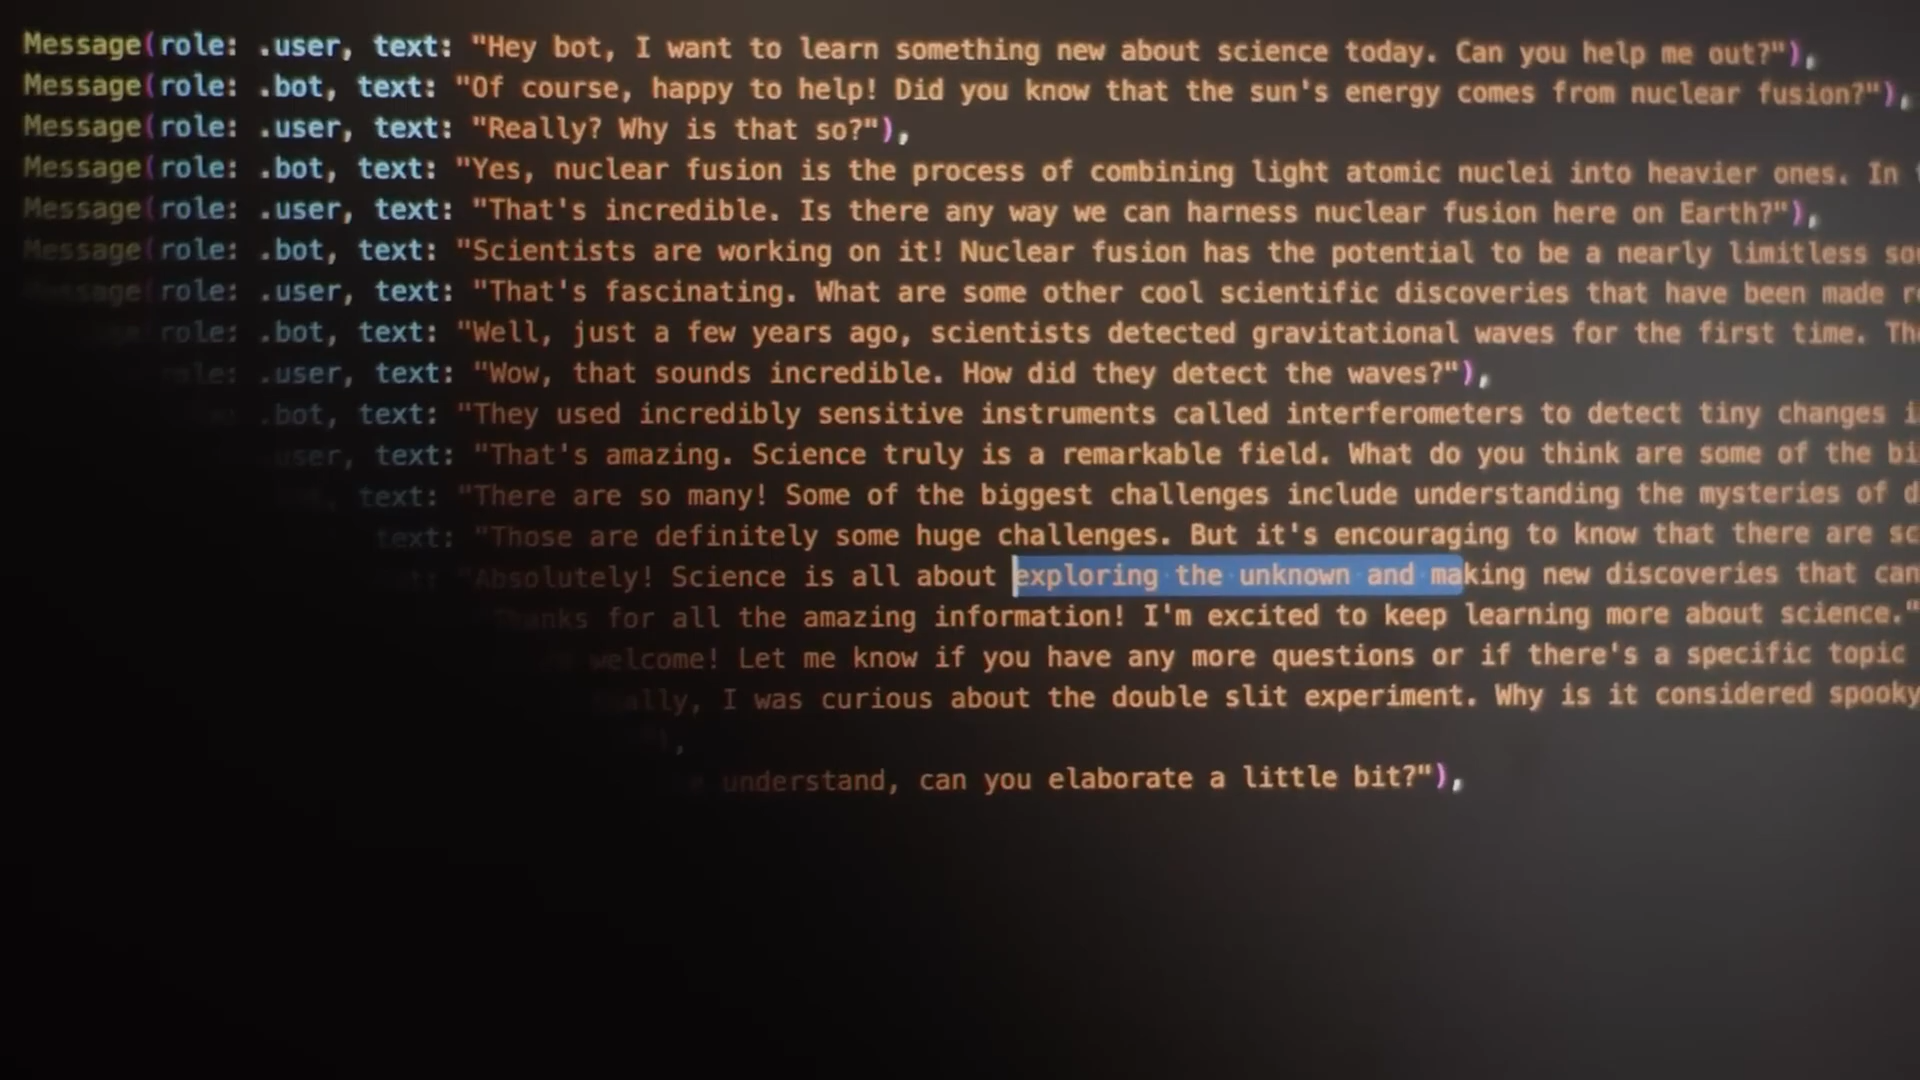 Message(role: .user, text: "Hey bot, I want to learn something new about science today. Can you help me out?"),
Message(role: .bot, text: "Of course, happy to help! Did you know that the sun's energy comes from nuclear fusion?"),
Message(role: .user, text: "Really? Why is that so?"),
Message(role: .bot, text: "Yes, nuclear fusion is the process of combining light atomic nuclei into heavier ones. In
Message(role: .user, text: "That's incredible. Is there any way we can harness nuclear fusion here on Earth?"),
Message(role: .bot, text: "Scientists are working on it! Nuclear fusion has the potential to be a nearly limitless
Message(role: .user, text: "That's fascinating. What are some other cool scientific discoveries that have been made
role: .bot, text: "Well, just a few years ago, scientists detected gravitational waves for the first time.
role: .user, text: "Wow, that sounds incredible. How did they detect the waves?"),
.bot, text: "They used incredibly sensitive instruments called interferometers to detect tiny changes
user, text: "That's amazing. Science truly is a remarkable field. What do you think are some of the
text: "There are so many! Some of the biggest challenges include understanding the mysteries of
text: "Those are definitely some huge challenges. But it's encouraging to know that there are
"Absolutely! Science is all about exploring the unknown and making new discoveries that can
Thanks for all the amazing information! I'm excited to keep learning more about science."
welcome! Let me know if you have any more questions or if there's a specific topic
I was curious about the double slit experiment. Why is it considered spooky
"),
understand, can you elaborate a little bit?"),